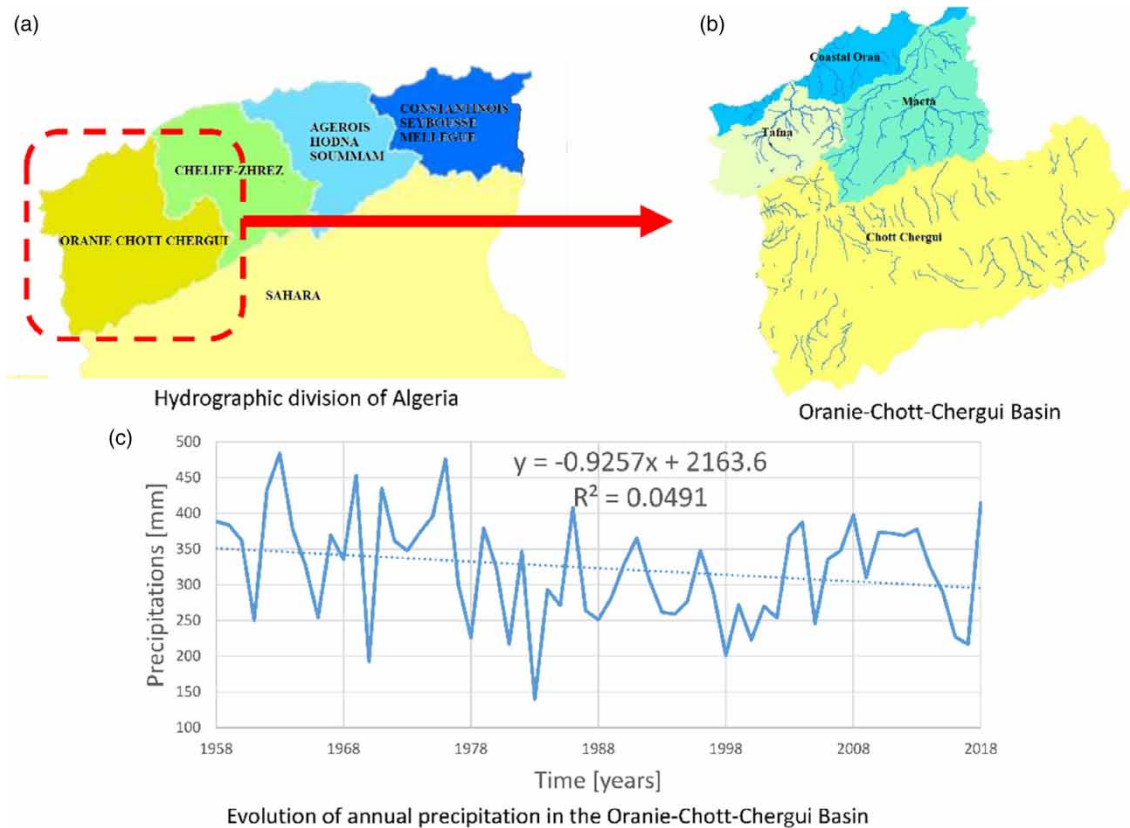 (a)
CONSTANTINOIS
SEYBOUSSE
MELLEGUE
AGEROIS
HODNA
SOUMMAM
CHELIFF-ZHREZ
ORANIE CHOTT CHERGUI
SAHARA
Hydrographic division of Algeria
(b)
Coastal Oran
Macta
Tafna
Chott Chergui
Oranie-Chott-Chergui Basin
(c)
y = -0.9257x + 2163.6
R² = 0.0491
Precipitations [mm]
500
450
400
350
300
250
200
150
100
1958 1968 1978 1988 1998 2008 2018
Time [years]
Evolution of annual precipitation in the Oranie-Chott-Chergui Basin